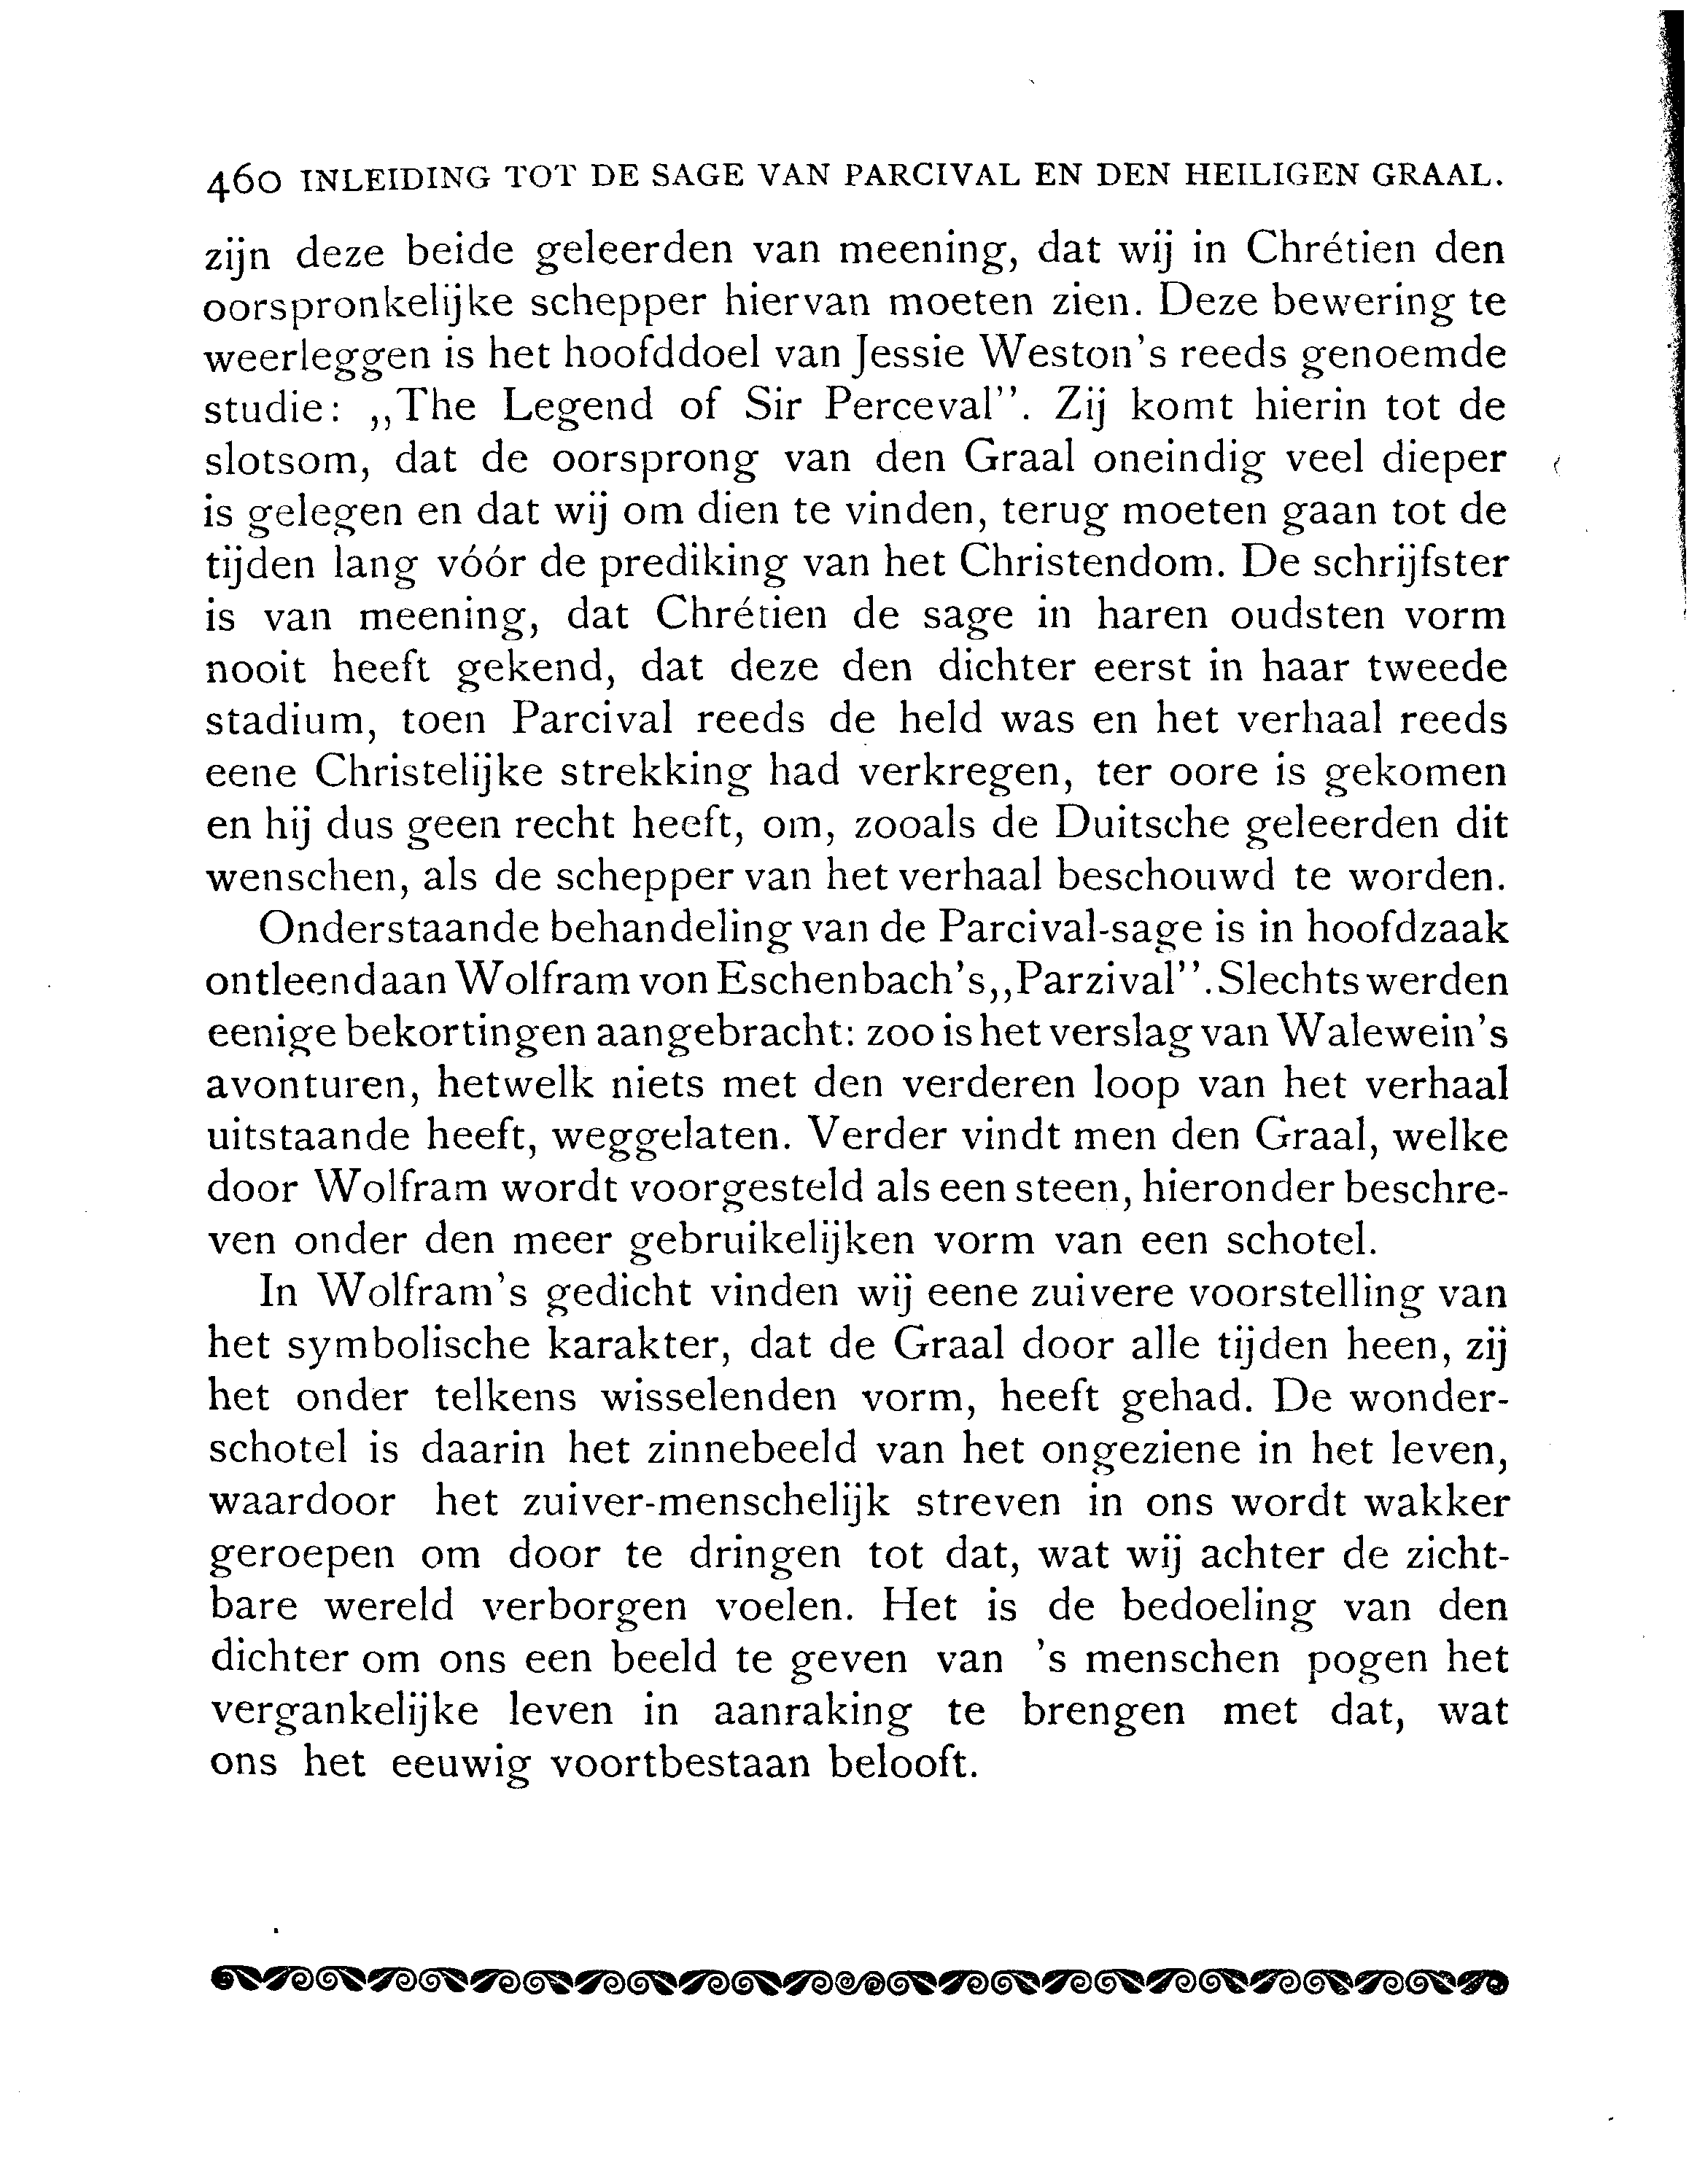 460 INLEIDING TOT DE SAGE VAN PARCIVAL EN DEN HEILIGEN GRAAL.
zijn deze beide geleerden van meening, dat wij in Chrétien den
oorspronkelijke schepper hiervan moeten zien. Deze bewering te
weerleggen is het hoofddoel van Jessie Weston's reeds genoemde
studie: ,,The Legend of Sir Perceval''. Zij komt hierin tot de
slotsom, dat de oorsprong van den Graal oneindig veel dieper
is gelegen en dat wij om dien te vinden, terug moeten gaan tot de
tijden lang vóór de prediking van het Christendom. De schrijfster
is van meening, dat Chrétien de sage in haren oudsten vorm
nooit heeft gekend, dat deze den dichter eerst in haar tweede
stadium, toen Parcival reeds de held was en het verhaal reeds
eene Christelijke strekking had verkregen, ter oore is gekomen
en hij dus geen recht heeft, om, zooals de Duitsche geleerden dit
wenschen, als de schepper van het verhaal beschouwd te worden.
Onderstaande behandeling van de Parcival-sage is in hoofdzaak
ontleend aan Wolfram von Eschenbach's ,,Parzival''. Slechts werden
eenige bekortingen aangebracht: zoo is het verslag van Walewein's
avonturen, hetwelk niets met den verderen loop van het verhaal
uitstaande heeft, weggelaten. Verder vindt men den Graal, welke
door Wolfram wordt voorgesteld als een steen, hieronder beschre-
ven onder den meer gebruikelijken vorm van een schotel.
In Wolfram's gedicht vinden wij eene zuivere voorstelling van
het symbolische karakter, dat de Graal door alle tijden heen, zij
het onder telkens wisselenden vorm, heeft gehad. De wonder-
schotel is daarin het zinnebeeld van het ongeziene in het leven,
waardoor het zuiver-menschelijk streven in ons wordt wakker
geroepen om door te dringen tot dat, wat wij achter de zicht-
bare wereld verborgen voelen. Het is de bedoeling van den
dichter om ons een beeld te geven van 's menschen pogen het
vergankelijke leven in aanraking te brengen met dat, wat
ons het eeuwig voortbestaan belooft.